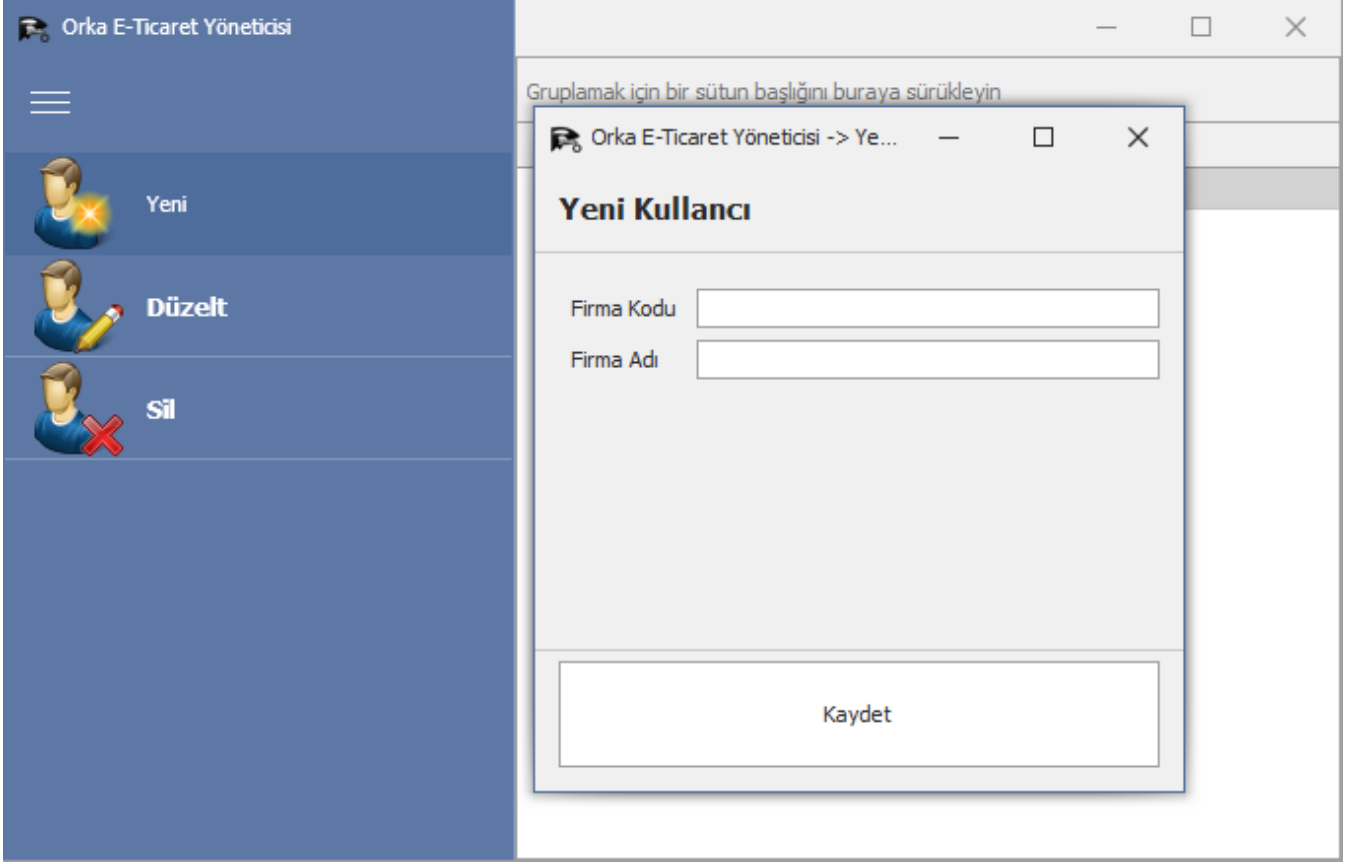 Orka E-Ticaret Yöneticisi
Gruplamak için bir sütun başlığını buraya sürükleyin
Orka E-Ticaret Yöneticisi -> Ye...
Yeni
Yeni Kullancı
Düzelt
Firma Kodu
Firma Adı
Sil
Kaydet